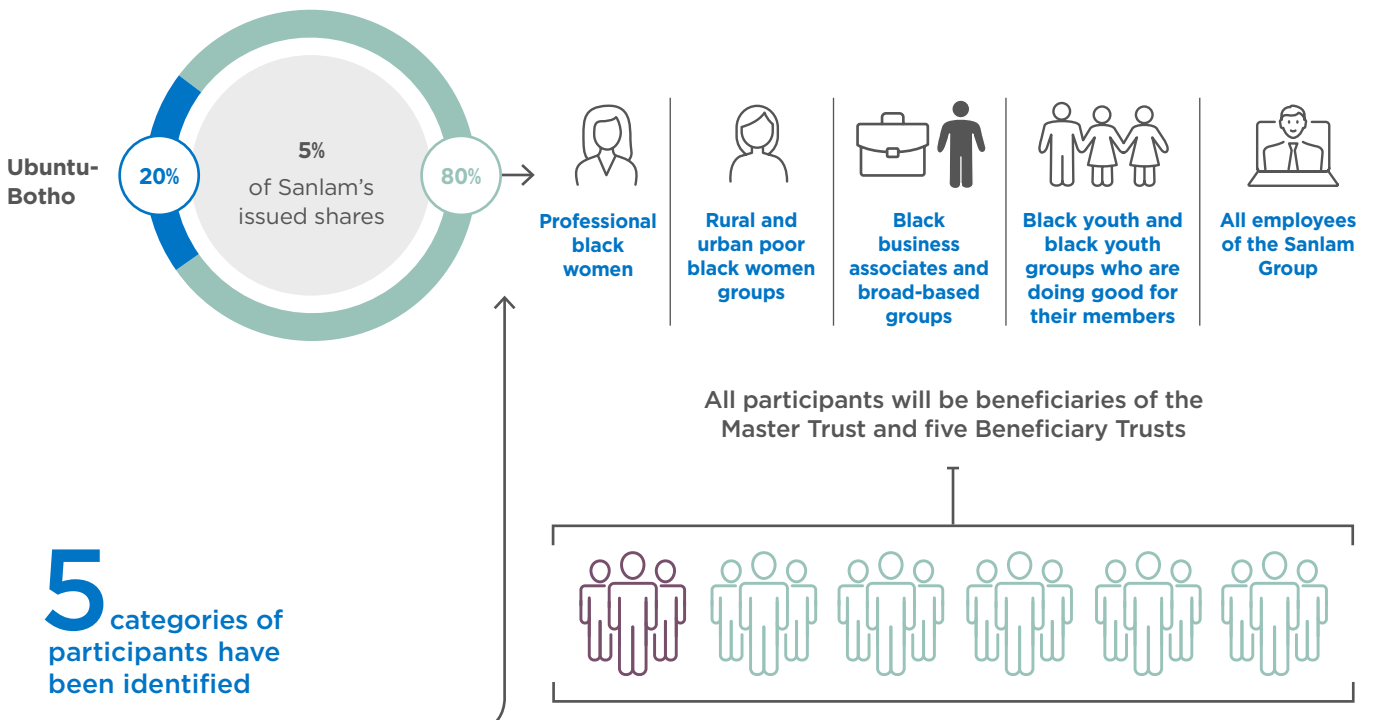 Ubuntu-
Botho
20%
5%
of Sanlam's
issued shares
80%
Professional
black
women
Rural and
urban poor
black women
groups
Black
business
associates and
broad-based
groups
Black youth and
black youth
groups who are
doing good for
their members
All employees
of the Sanlam
Group
All participants will be beneficiaries of the
Master Trust and five Beneficiary Trusts
5 categories of
participants have
been identified